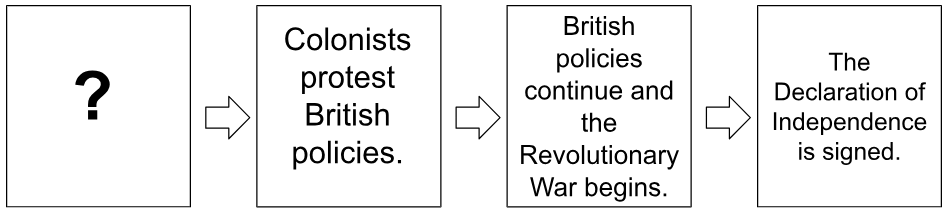 ?
Colonists
protest
British
policies.
British
policies
continue and
the
Revolutionary
War begins.
The
Declaration of
Independence
is signed.